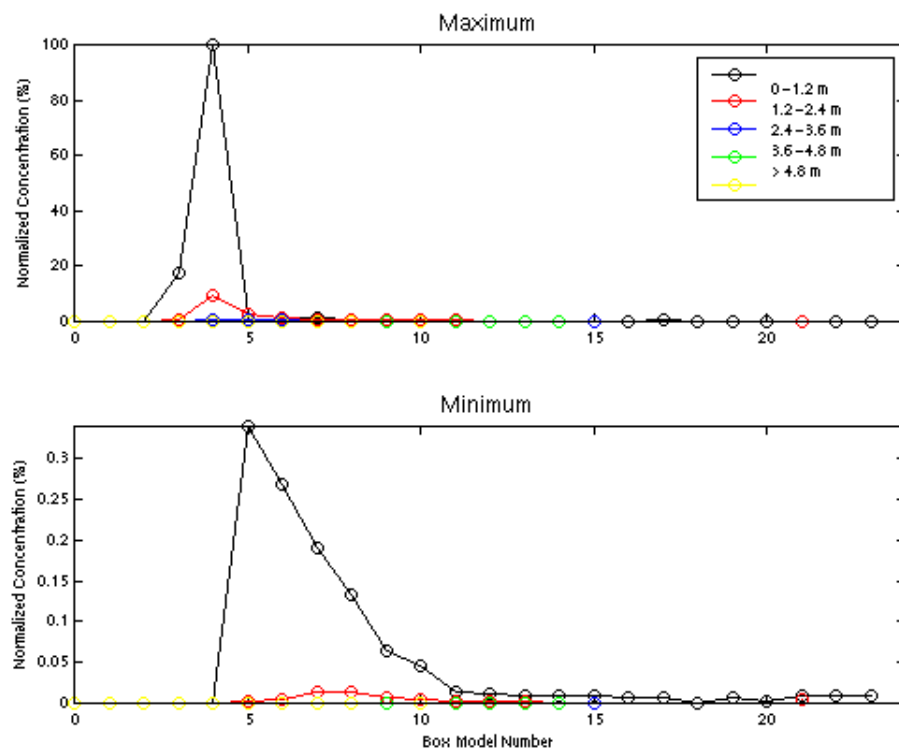 Maximum
100
80
60
40
20
0
Normalized Concentration (%)
0-1.2 m
1.2-2.4 m
2.4-3.6 m
3.6-4.8 m
> 4.8 m
0 5 10 15 20
Minimum
0.3
0.25
0.2
0.15
0.1
0.05
0
Normalized Concentration (%)
0 5 10 15 20
Box Model Number